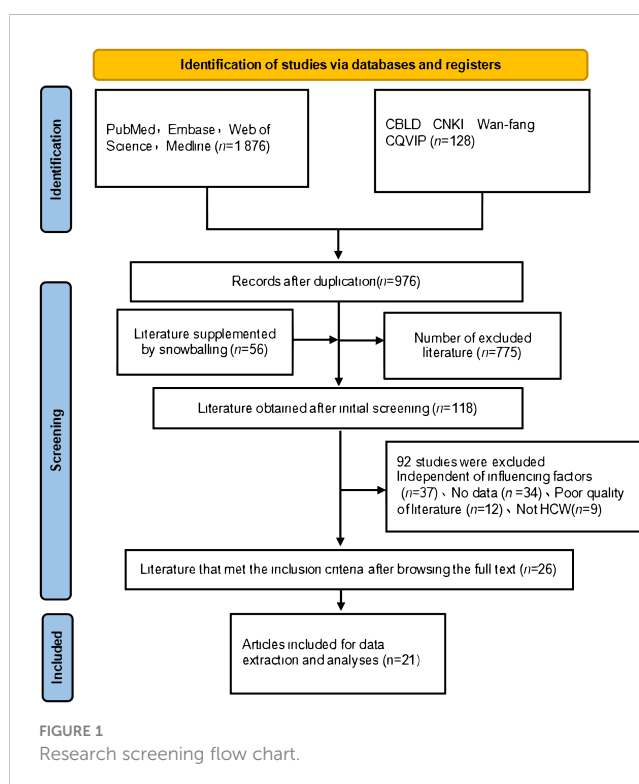 Identification of studies via databases and registers
Identification
PubMed，Embase，Web of
Science，Medline (n=1 876)
CBLD CNKI Wan-fang
CQVIP (n=128)
Screening
Records after duplication(n=976)
Literature supplemented
by snowballing (n=56)
Number of excluded
literature (n=775)
Literature obtained after initial screening (n=118)
92 studies were excluded
Independent of influencing factors
(n=37)、No data (n =34)、Poor quality
of literature (n=12) 、Not HCW(n=9)
Literature that met the inclusion criteria after browsing the full text (n=26)
Included
Articles included for data
extraction and analyses (n=21)
FIGURE 1
Research screening flow chart.